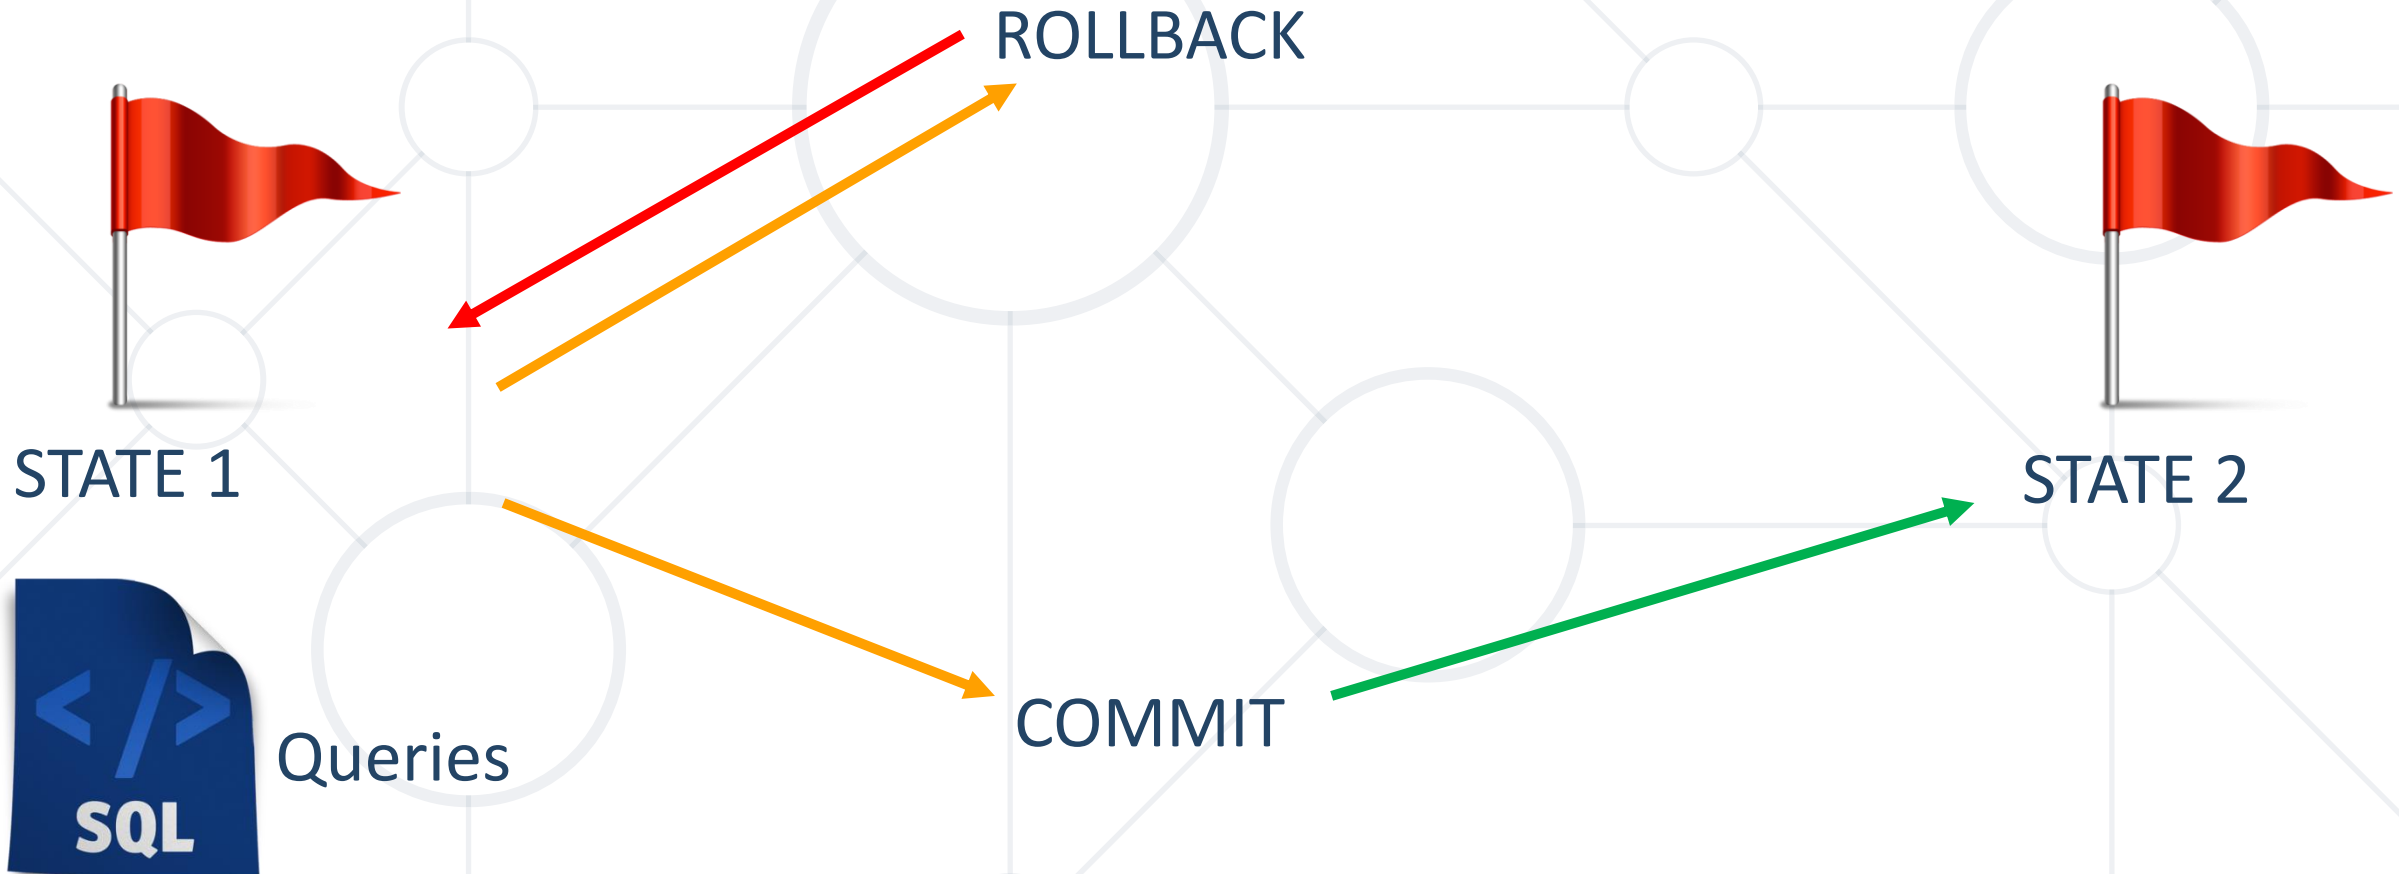 ROLLBACK
STATE 1
STATE 2
</>
SQL
Queries
COMMIT